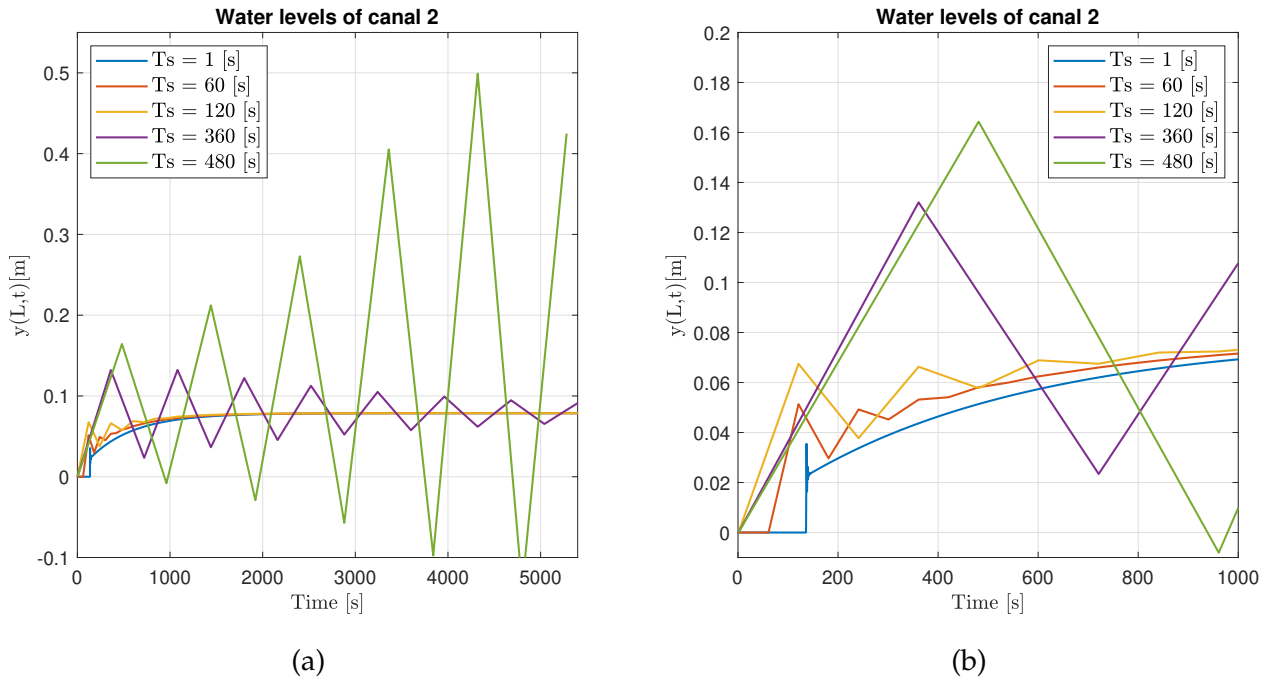 Water levels of canal 2
0.5
0.4
0.3
0.2
0.1
0
-0.1
y(L,t)[m]
Ts = 1 [s]
Ts = 60 [s]
Ts = 120 [s]
Ts = 360 [s]
Ts = 480 [s]
0 1000 2000 3000 4000 5000
Time [s]
(a)
Water levels of canal 2
0.2
0.18
0.16
0.14
0.12
0.1
0.08
0.06
0.04
0.02
0
y(L,t)[m]
Ts = 1 [s]
Ts = 60 [s]
Ts = 120 [s]
Ts = 360 [s]
Ts = 480 [s]
0 200 400 600 800 1000
Time [s]
(b)